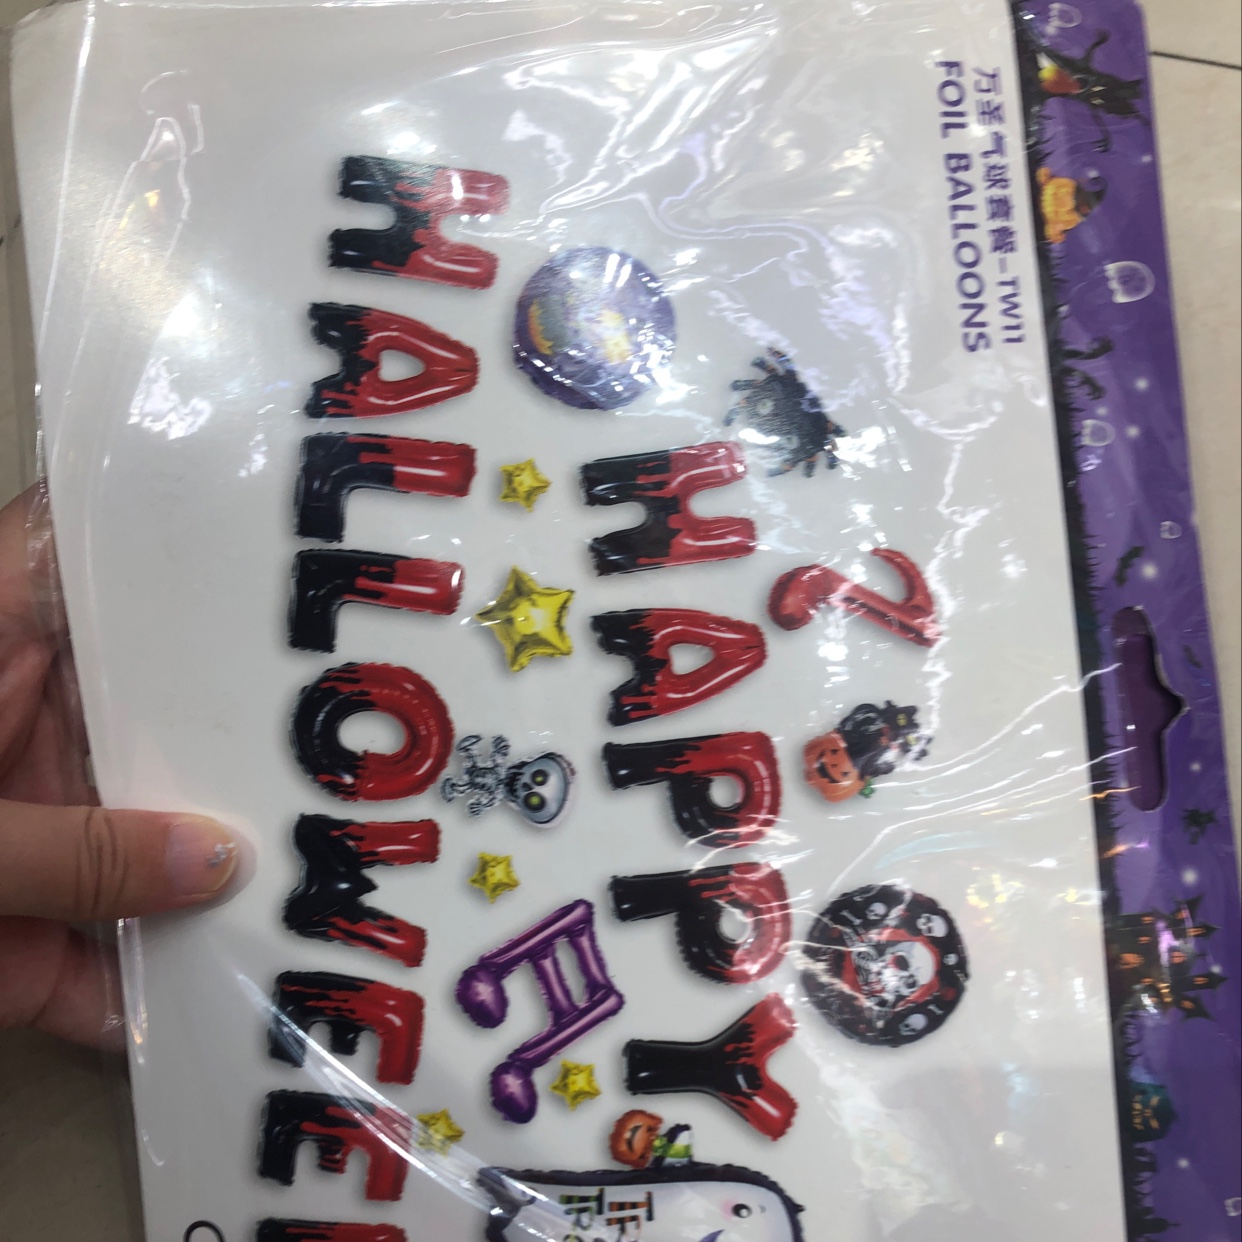 万圣气球套餐-TW11
FOIL BALLOONS
HAPPY
HALLOWEE